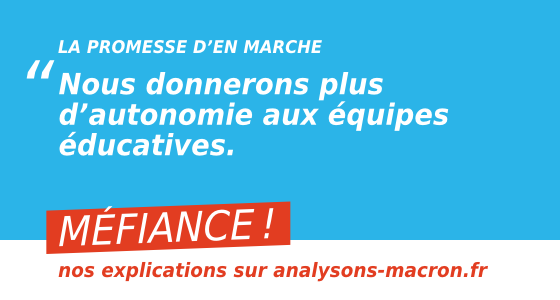 LA PROMESSE D’EN MARCHE
“ Nous donnerons plus
d’autonomie aux équipes
éducatives.
MÉFIANCE !
nos explications sur analysons-macron.fr